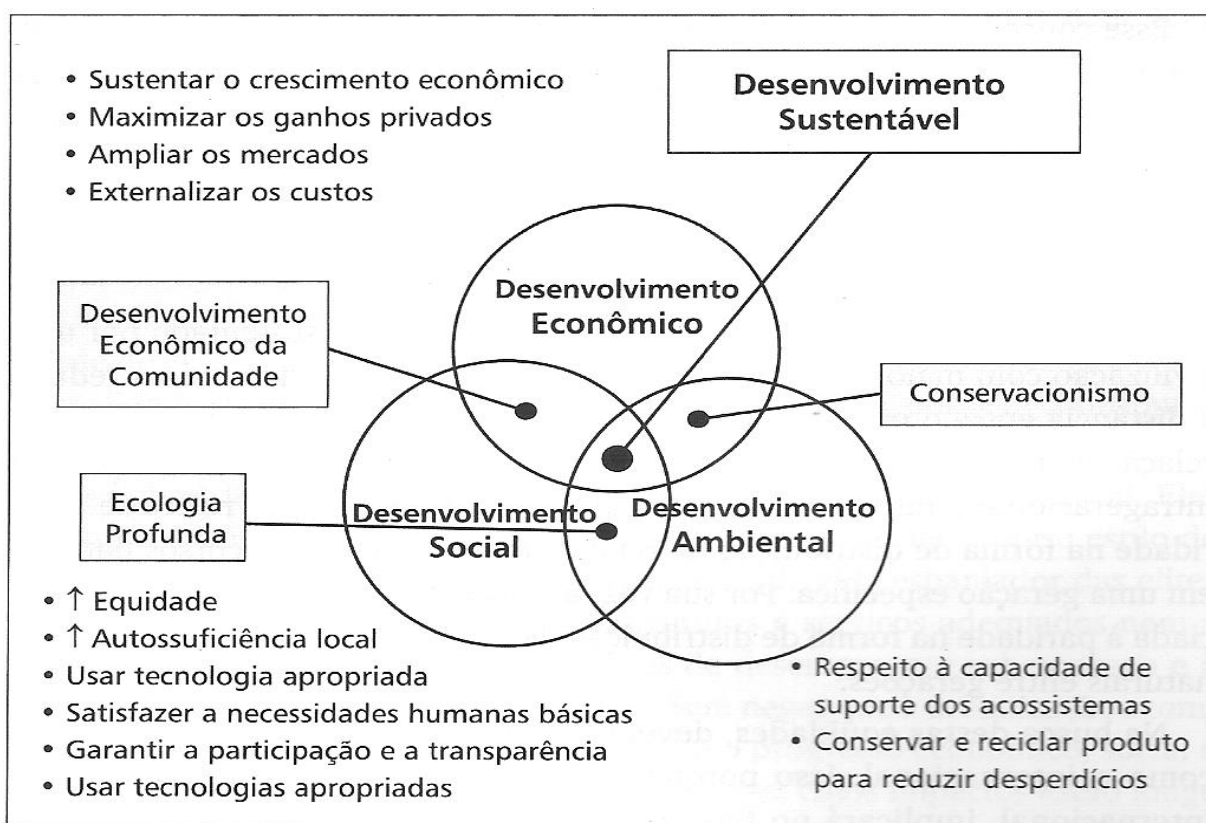 • Sustentar o crescimento econômico
• Maximizar os ganhos privados
• Ampliar os mercados
• Externalizar os custos
Desenvolvimento
Sustentável
Desenvolvimento
Econômico
Desenvolvimento
Econômico da
Comunidade
Conservacionismo
Ecologia
Profunda
Desenvolvimento
Social
Desenvolvimento
Ambiental
• ↑ Equidade
• ↑ Autossuficiência local
• Usar tecnologia apropriada
• Satisfazer a necessidades humanas básicas
• Garantir a participação e a transparência
• Usar tecnologias apropriadas
• Respeito à capacidade de
suporte dos acossistemas
• Conservar e reciclar produto
para reduzir desperdícios